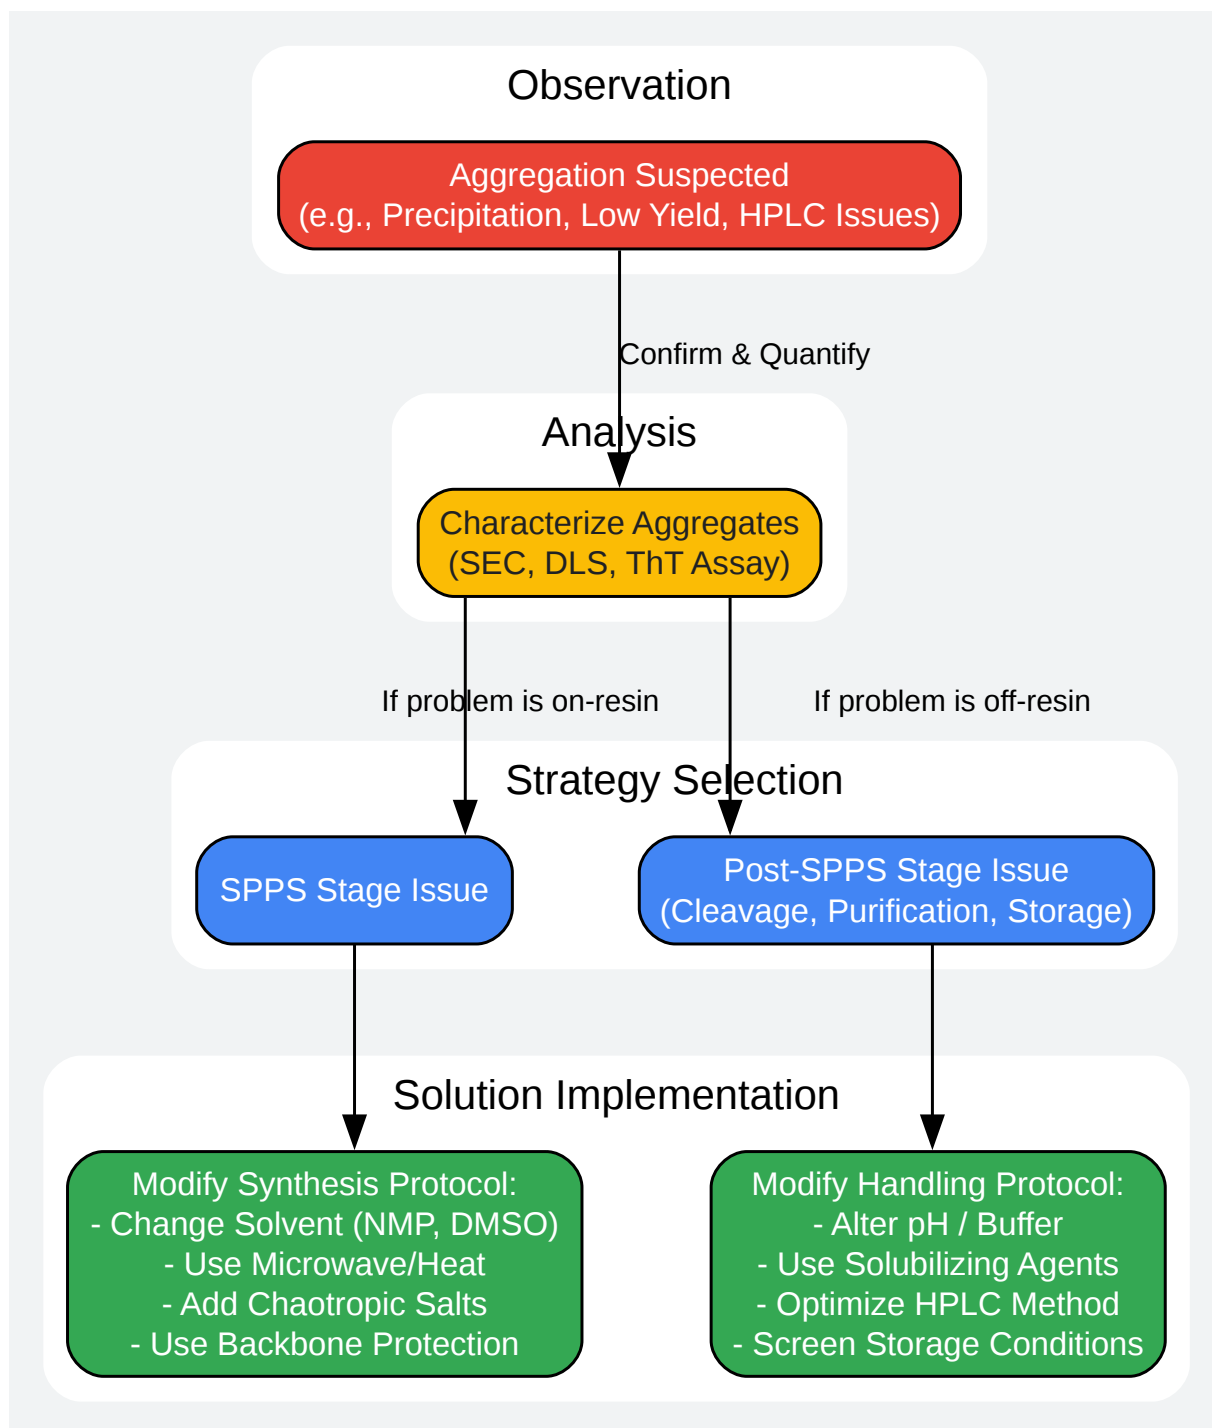 Observation
Aggregation Suspected
(e.g., Precipitation, Low Yield, HPLC Issues)
Confirm & Quantify
Analysis
Characterize Aggregates
(SEC, DLS, ThT Assay)
If problem is on-resin
If problem is off-resin
Strategy Selection
SPPS Stage Issue
Post-SPPS Stage Issue
(Cleavage, Purification, Storage)
Solution Implementation
Modify Synthesis Protocol:
- Change Solvent (NMP, DMSO)
- Use Microwave/Heat
- Add Chaotropic Salts
- Use Backbone Protection
Modify Handling Protocol:
- Alter pH / Buffer
- Use Solubilizing Agents
- Optimize HPLC Method
- Screen Storage Conditions